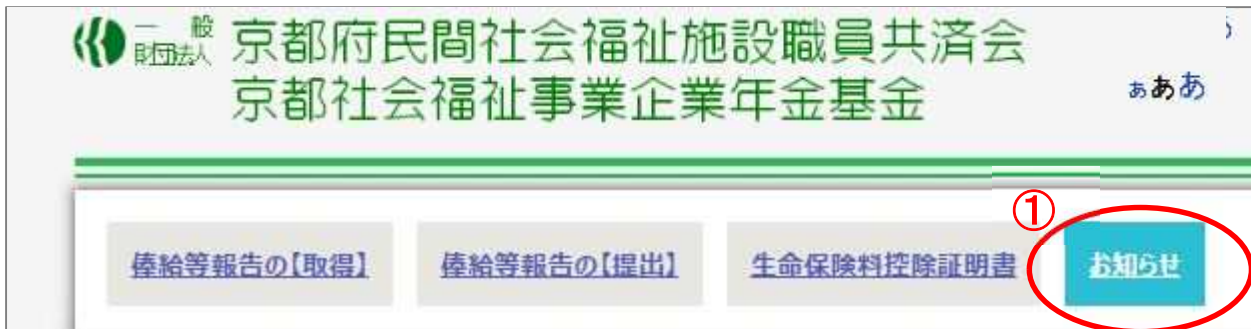 一般
財団法人
京都府民間社会福祉施設職員共済会
京都社会福祉事業企業年金基金
ぁああ
①
俸給等報告の【取得】
俸給等報告の【提出】
生命保険料控除証明書
お知らせ